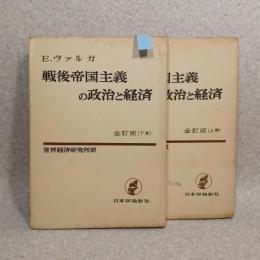 E.ヴァルガ
戦後帝国主義
の政治と経済
全訂版(下巻)
世界経済研究所訳
日本評論新社
国主義
政治と経済
全訂版(上巻)
訳
日本評論新社